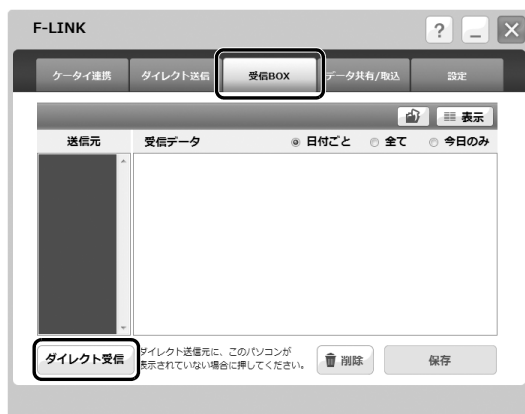 F-LINK
?
ケータイ連携 ダイレクト送信 受信BOX データ共有/取込 設定
表示
送信元 受信データ 日付ごと 全て 今日のみ
ダイレクト受信
ダイレクト送信元に、このパソコンが
表示されていない場合に押してください。
削除
保存